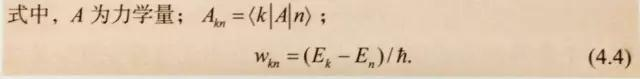 式中，A 为力学量；A_{kn} = ⟨k|A|n⟩；
w_{kn} = (E_k − E_n)/ħ. (4.4)